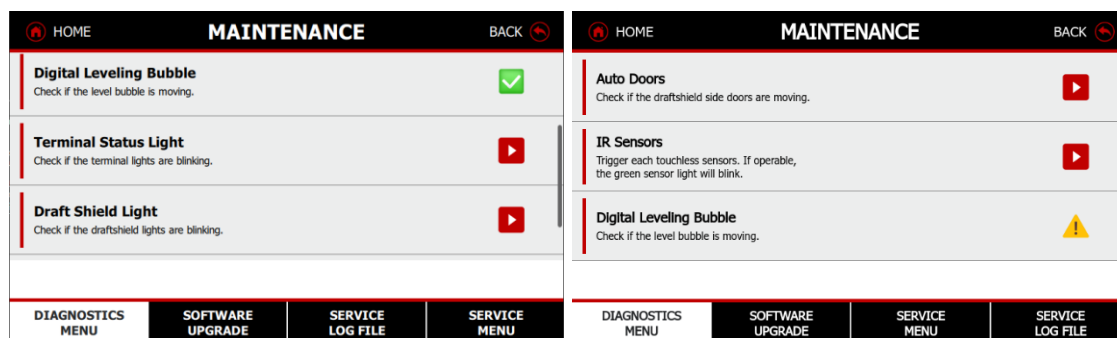 HOME
MAINTENANCE
BACK
Digital Leveling Bubble
Check if the level bubble is moving.
Terminal Status Light
Check if the terminal lights are blinking.
Draft Shield Light
Check if the draftshield lights are blinking.
DIAGNOSTICS
MENU
SOFTWARE
UPGRADE
SERVICE
LOG FILE
SERVICE
MENU
HOME
MAINTENANCE
BACK
Auto Doors
Check if the draftshield side doors are moving.
IR Sensors
Trigger each touchless sensors. If operable,
the green sensor light will blink.
Digital Leveling Bubble
Check if the level bubble is moving.
DIAGNOSTICS
MENU
SOFTWARE
UPGRADE
SERVICE
MENU
SERVICE
LOG FILE